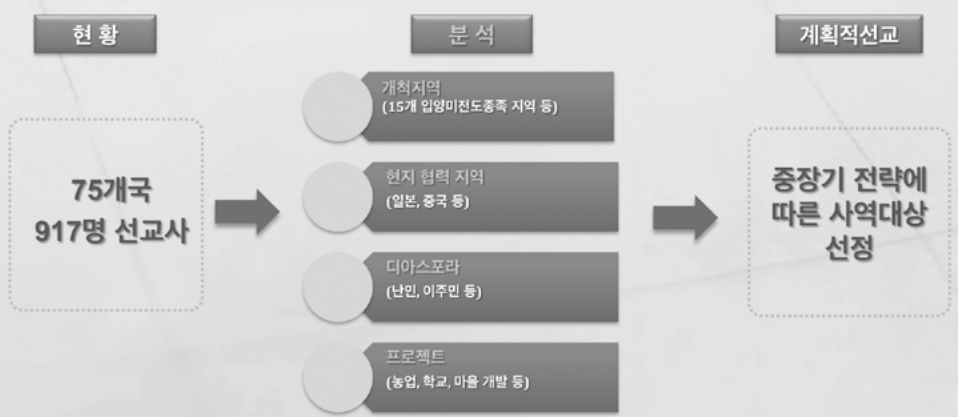 현 황
분 석
계획적선교
75개국
917명 선교사
개척지역
(15개 입양미전도종족 지역 등)
현지 협력 지역
(일본, 중국 등)
디아스포라
(난민, 이주민 등)
프로젝트
(농업, 학교, 마을 개발 등)
중장기 전략에
따른 사역대상
선정